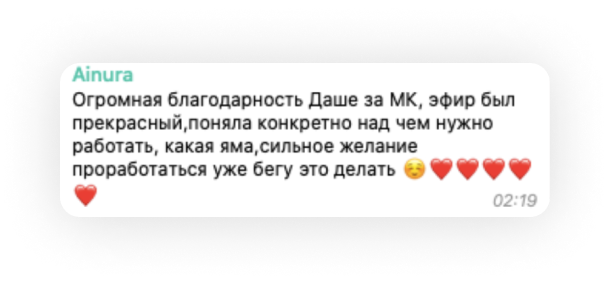 Ainura
Огромная благодарность Даше за МК, эфир был
прекрасный,поняла конкретно над чем нужно
работать, какая яма,сильное желание
проработаться уже бегу это делать ☺️❤️❤️❤️❤️
❤️
02:19